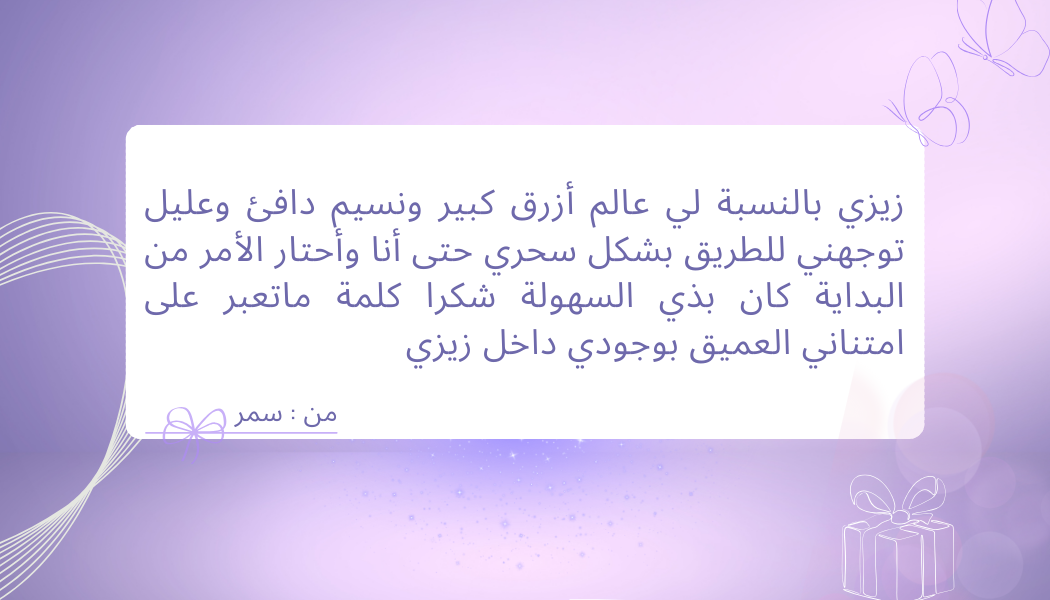 زيزي بالنسبة لي عالم أزرق كبير ونسيم دافئ وعليل
توجهني للطريق بشكل سحري حتى أنا وأحتار الأمر من
البداية كان بذي السهولة شكرا كلمة ماتعبر على
امتناني العميق بوجودي داخل زيزي
من : سمر